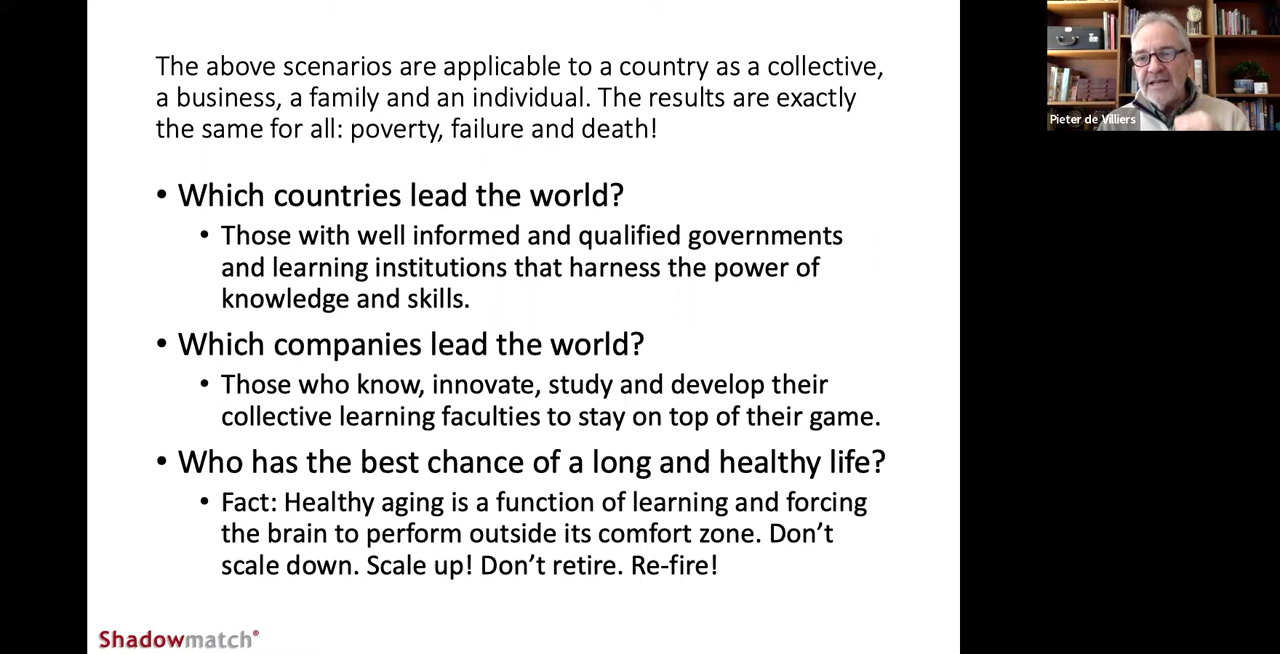 The above scenarios are applicable to a country as a collective,
a business, a family and an individual. The results are exactly
the same for all: poverty, failure and death!
• Which countries lead the world?
• Those with well informed and qualified governments
and learning institutions that harness the power of
knowledge and skills.
• Which companies lead the world?
• Those who know, innovate, study and develop their
collective learning faculties to stay on top of their game.
• Who has the best chance of a long and healthy life?
• Fact: Healthy aging is a function of learning and forcing
the brain to perform outside its comfort zone. Don’t
scale down. Scale up! Don’t retire. Re-fire!
Shadowmatch®
Pieter de Villiers